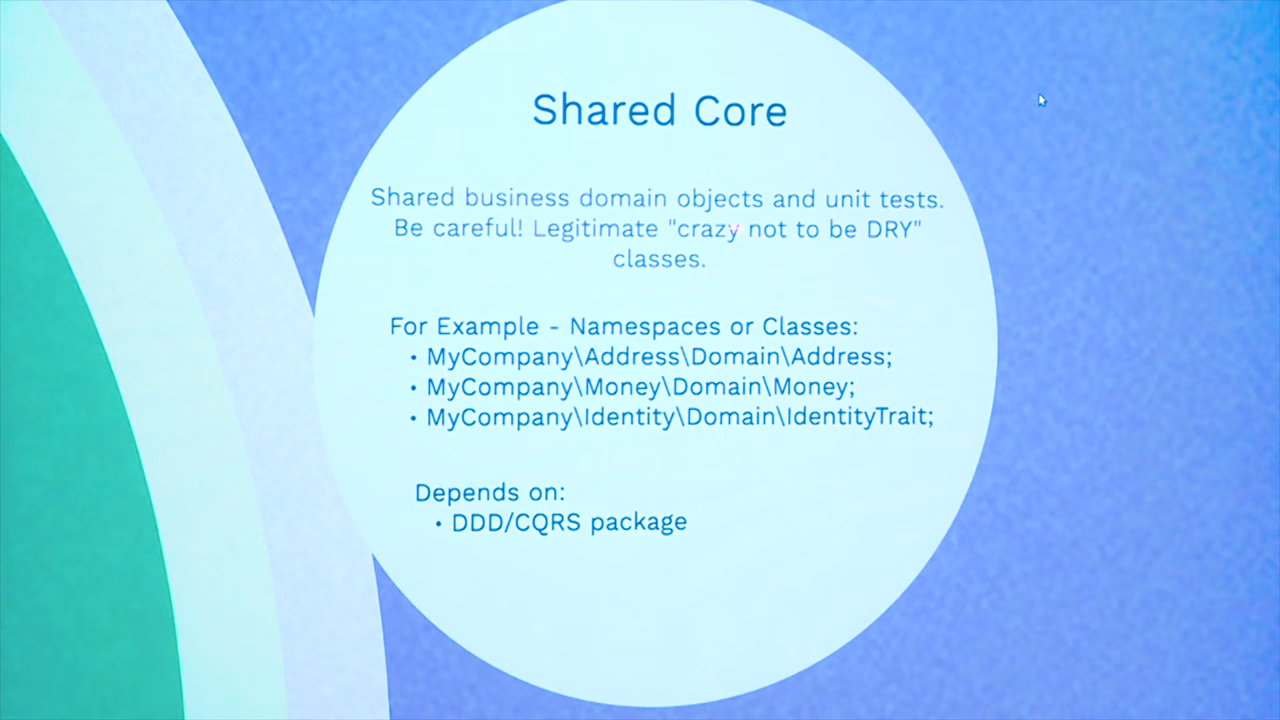 Shared Core
Shared business domain objects and unit tests.
Be careful! Legitimate "crazy not to be DRY"
classes.
For Example - Namespaces or Classes:
• MyCompany\Address\Domain\Address;
• MyCompany\Money\Domain\Money;
• MyCompany\Identity\Domain\IdentityTrait;
Depends on:
• DDD/CQRS package